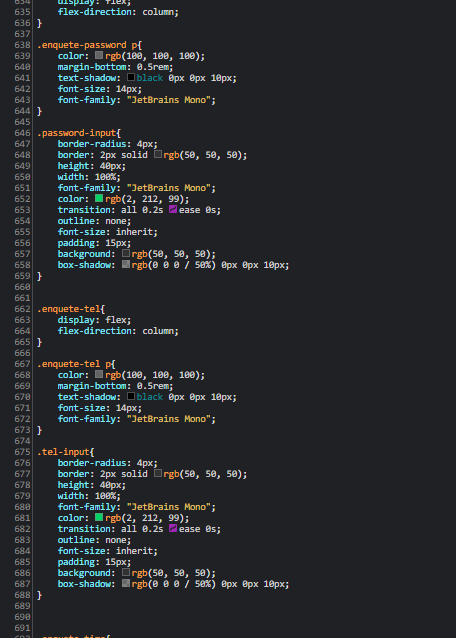 634 display: flex;
635 flex-direction: column;
636 }
637
638 .enquete-password p{
639 color: rgb(100, 100, 100);
640 margin-bottom: 0.5rem;
641 text-shadow: black 0px 0px 10px;
642 font-size: 14px;
643 font-family: "JetBrains Mono";
644 }
645
646 .password-input{
647 border-radius: 4px;
648 border: 2px solid rgb(50, 50, 50);
649 height: 40px;
650 width: 100%;
651 font-family: "JetBrains Mono";
652 color: rgb(2, 212, 99);
653 transition: all 0.2s ease 0s;
654 outline: none;
655 font-size: inherit;
656 padding: 15px;
657 background: rgb(50, 50, 50);
658 box-shadow: rgb(0 0 0 / 50%) 0px 0px 10px;
659 }
660
661
662 .enquete-tel{
663 display: flex;
664 flex-direction: column;
665 }
666
667 .enquete-tel p{
668 color: rgb(100, 100, 100);
669 margin-bottom: 0.5rem;
670 text-shadow: black 0px 0px 10px;
671 font-size: 14px;
672 font-family: "JetBrains Mono";
673 }
674
675 .tel-input{
676 border-radius: 4px;
677 border: 2px solid rgb(50, 50, 50);
678 height: 40px;
679 width: 100%;
680 font-family: "JetBrains Mono";
681 color: rgb(2, 212, 99);
682 transition: all 0.2s ease 0s;
683 outline: none;
684 font-size: inherit;
685 padding: 15px;
686 background: rgb(50, 50, 50);
687 box-shadow: rgb(0 0 0 / 50%) 0px 0px 10px;
688 }
689
690
691